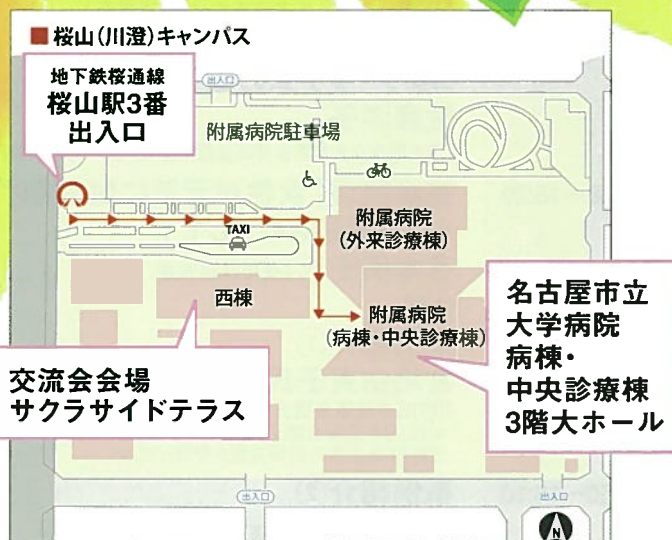 桜山(川澄)キャンパス
地下鉄桜通線
桜山駅3番
出入口
出入口
附属病院駐車場
TAXI
附属病院
(外来診療棟)
西棟
附属病院
(病棟・中央診療棟)
名古屋市立
大学病院
病棟・
中央診療棟
3階大ホール
交流会会場
サクラサイドテラス
出入口
出入口
N